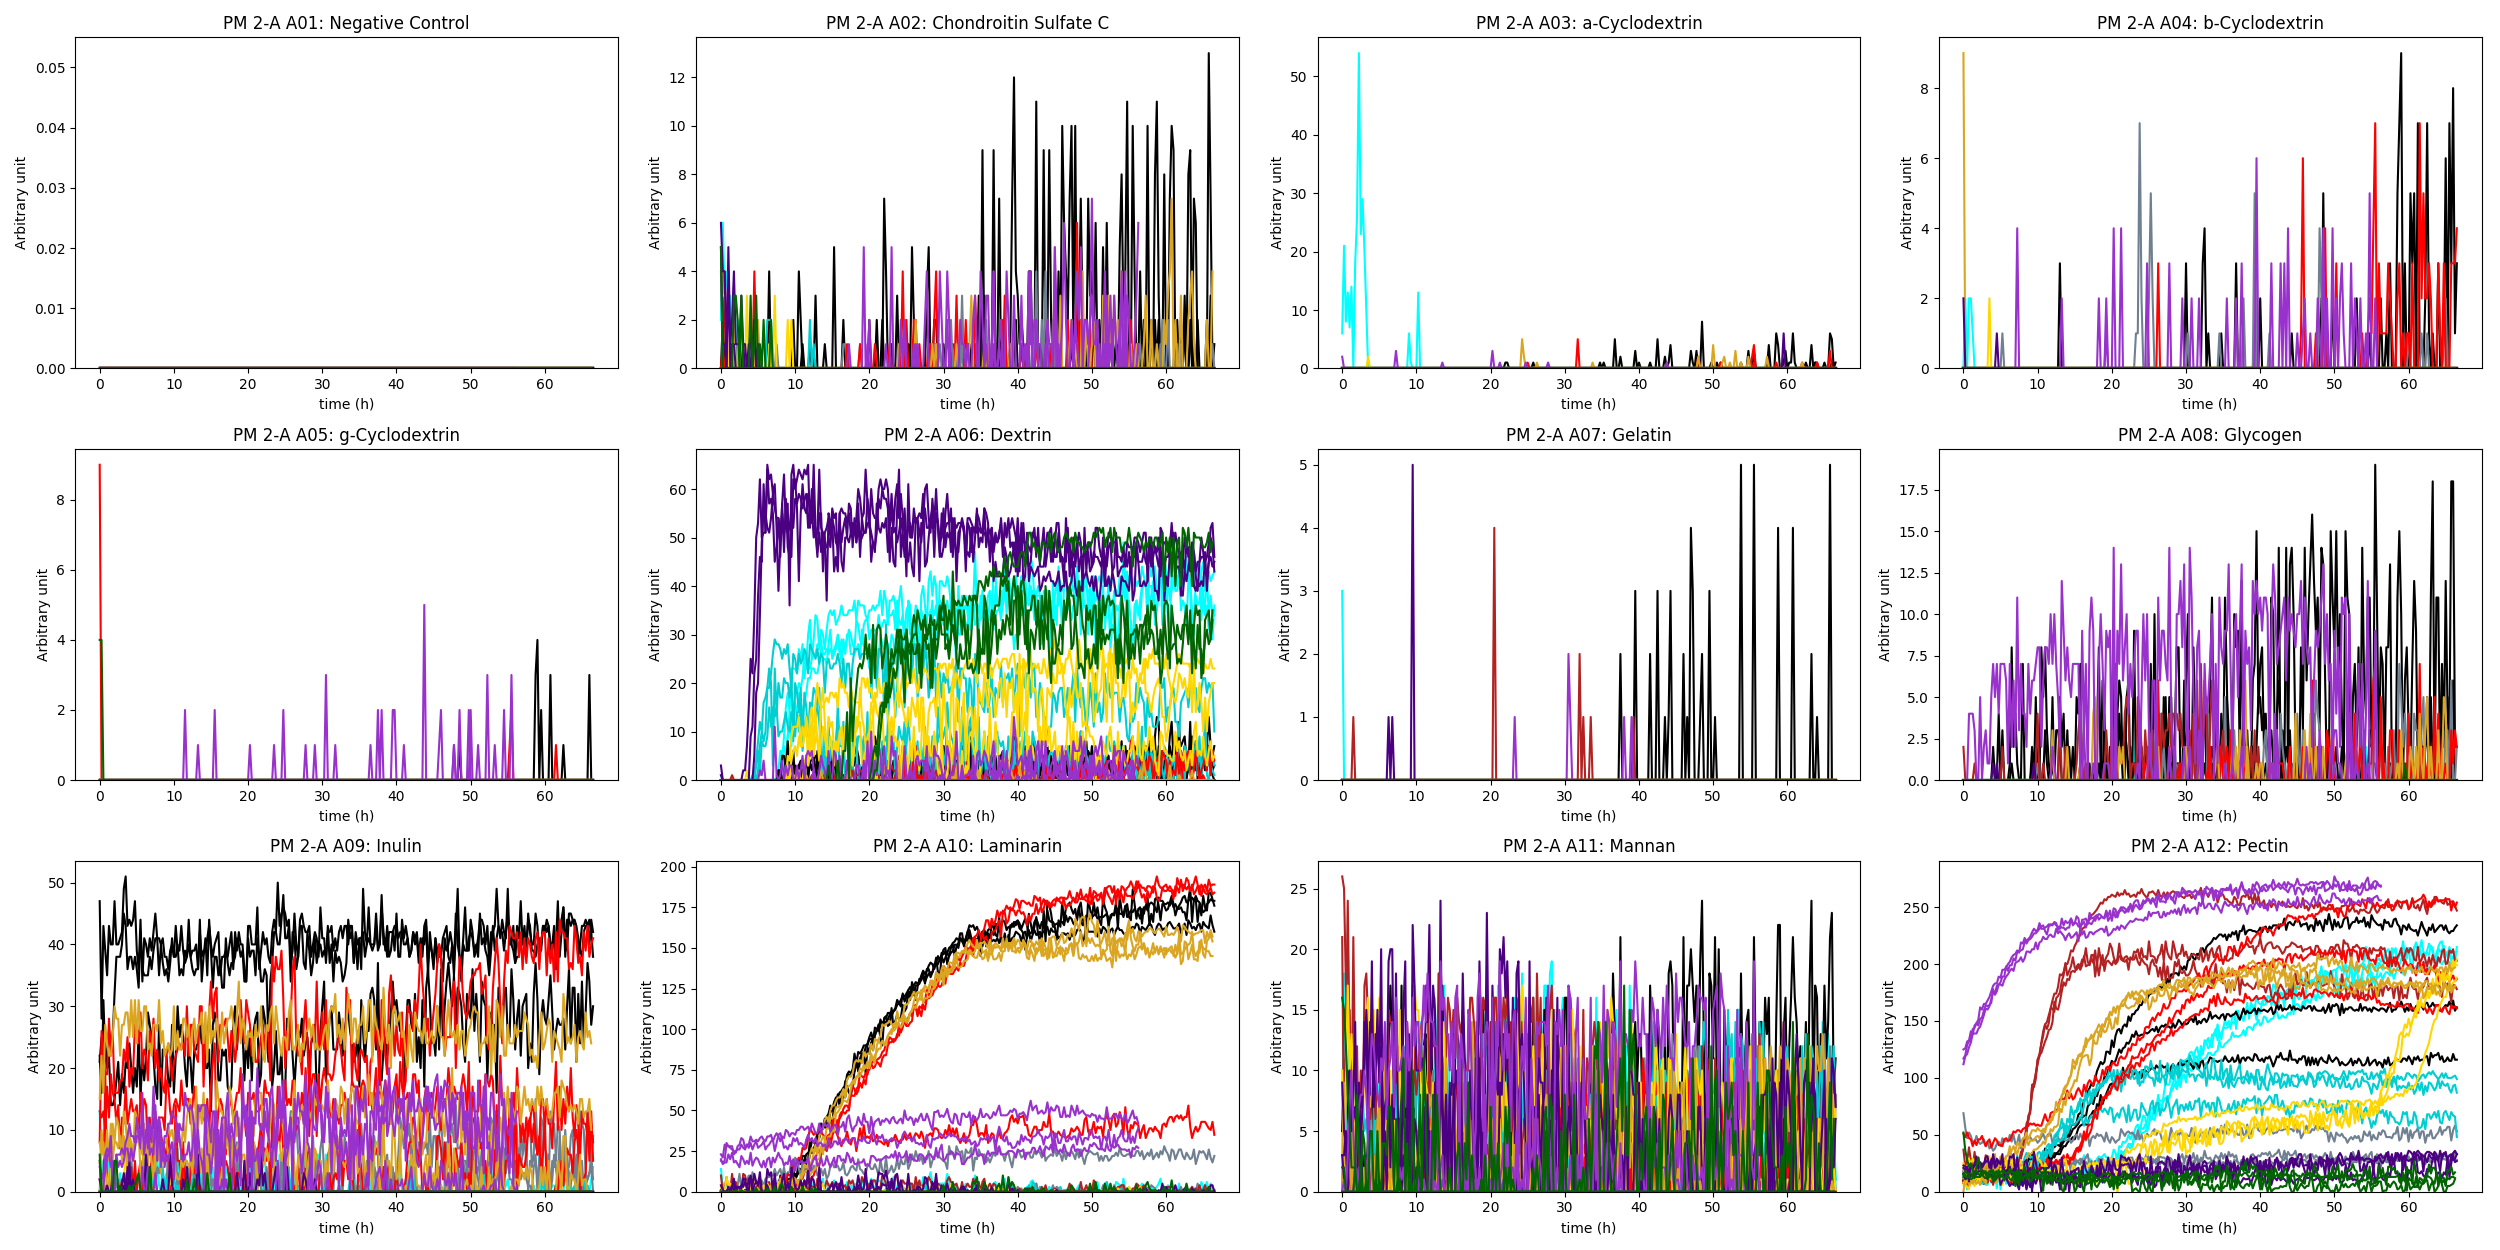 PM 2-A A01: Negative Control
Arbitrary unit
0.05
0.04
0.03
0.02
0.01
0.00
0 10 20 30 40 50 60
time (h)
PM 2-A A02: Chondroitin Sulfate C
Arbitrary unit
12
10
8
6
4
2
0
0 10 20 30 40 50 60
time (h)
PM 2-A A03: a-Cyclodextrin
Arbitrary unit
50
40
30
20
10
0
0 10 20 30 40 50 60
time (h)
PM 2-A A04: b-Cyclodextrin
Arbitrary unit
8
6
4
2
0
0 10 20 30 40 50 60
time (h)
PM 2-A A05: g-Cyclodextrin
Arbitrary unit
8
6
4
2
0
0 10 20 30 40 50 60
time (h)
PM 2-A A06: Dextrin
Arbitrary unit
60
50
40
30
20
10
0
0 10 20 30 40 50 60
time (h)
PM 2-A A07: Gelatin
Arbitrary unit
5
4
3
2
1
0
0 10 20 30 40 50 60
time (h)
PM 2-A A08: Glycogen
Arbitrary unit
17.5
15.0
12.5
10.0
7.5
5.0
2.5
0.0
0 10 20 30 40 50 60
time (h)
PM 2-A A09: Inulin
Arbitrary unit
50
40
30
20
10
0
0 10 20 30 40 50 60
time (h)
PM 2-A A10: Laminarin
Arbitrary unit
200
175
150
125
100
75
50
25
0
0 10 20 30 40 50 60
time (h)
PM 2-A A11: Mannan
Arbitrary unit
25
20
15
10
5
0
0 10 20 30 40 50 60
time (h)
PM 2-A A12: Pectin
Arbitrary unit
250
200
150
100
50
0
0 10 20 30 40 50 60
time (h)